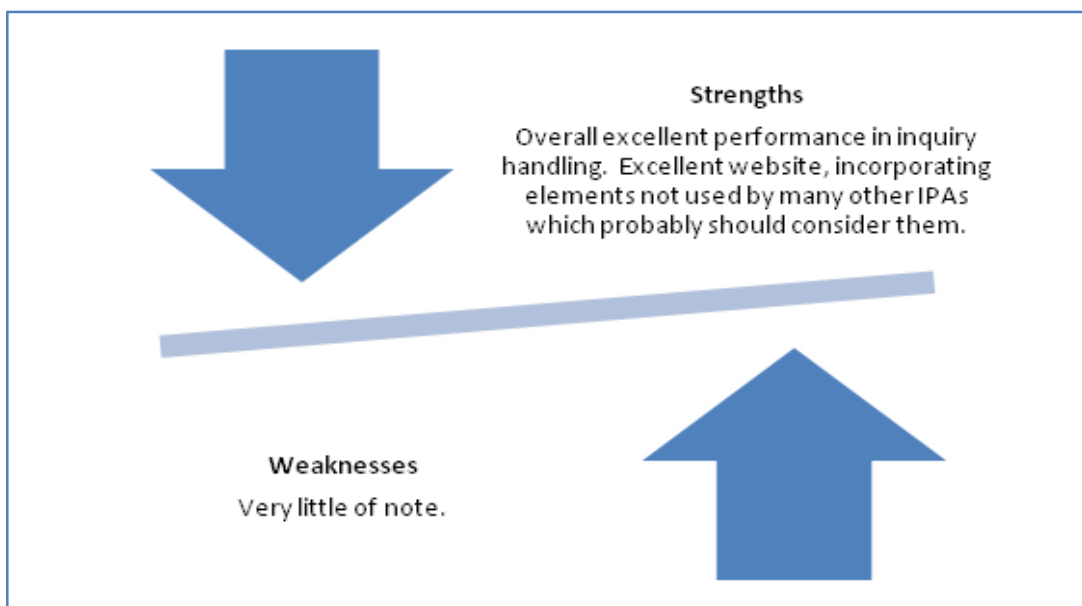 Strengths
Overall excellent performance in inquiry
handling.  Excellent website, incorporating
elements not used by many other IPAs
which probably should consider them.
Weaknesses
Very little of note.